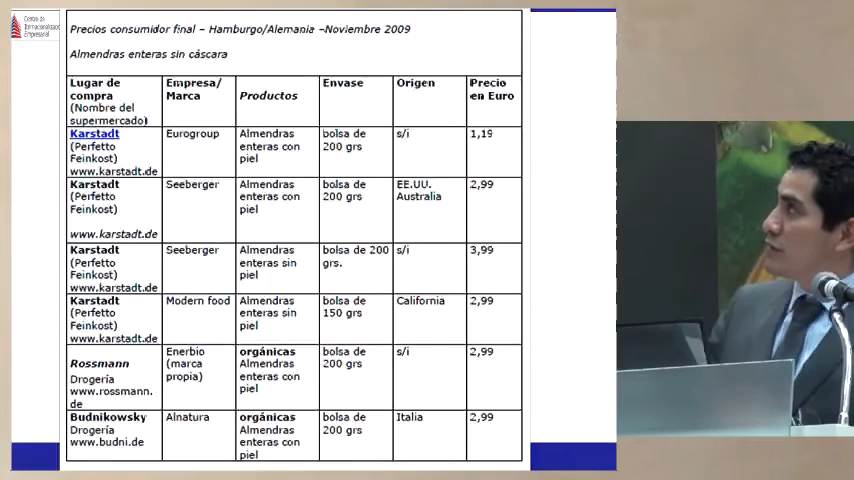 Centro de
Internacionalización
Empresarial
Precios consumidor final – Hamburgo/Alemania –Noviembre 2009
Almendras enteras sin cáscara
Lugar de compra (Nombre del supermercado) Empresa/ Marca Productos Envase Origen Precio en Euro
Karstadt (Perfetto Feinkost) www.karstadt.de Eurogroup Almendras enteras con piel bolsa de 200 grs s/i 1,19
Karstadt (Perfetto Feinkost) www.karstadt.de Seeberger Almendras enteras con piel bolsa de 200 grs EE.UU. Australia 2,99
Karstadt (Perfetto Feinkost) www.karstadt.de Seeberger Almendras enteras sin piel bolsa de 200 grs. s/i 3,99
Karstadt (Perfetto Feinkost) www.karstadt.de Modern food Almendras enteras sin piel bolsa de 150 grs California 2,99
Rossmann Drogería www.rossmann.de Enerbio (marca propia) orgánicas Almendras enteras con piel bolsa de 200 grs s/i 2,99
Budnikowsky Drogería www.budni.de Alnatura orgánicas Almendras enteras con piel bolsa de 200 grs Italia 2,99